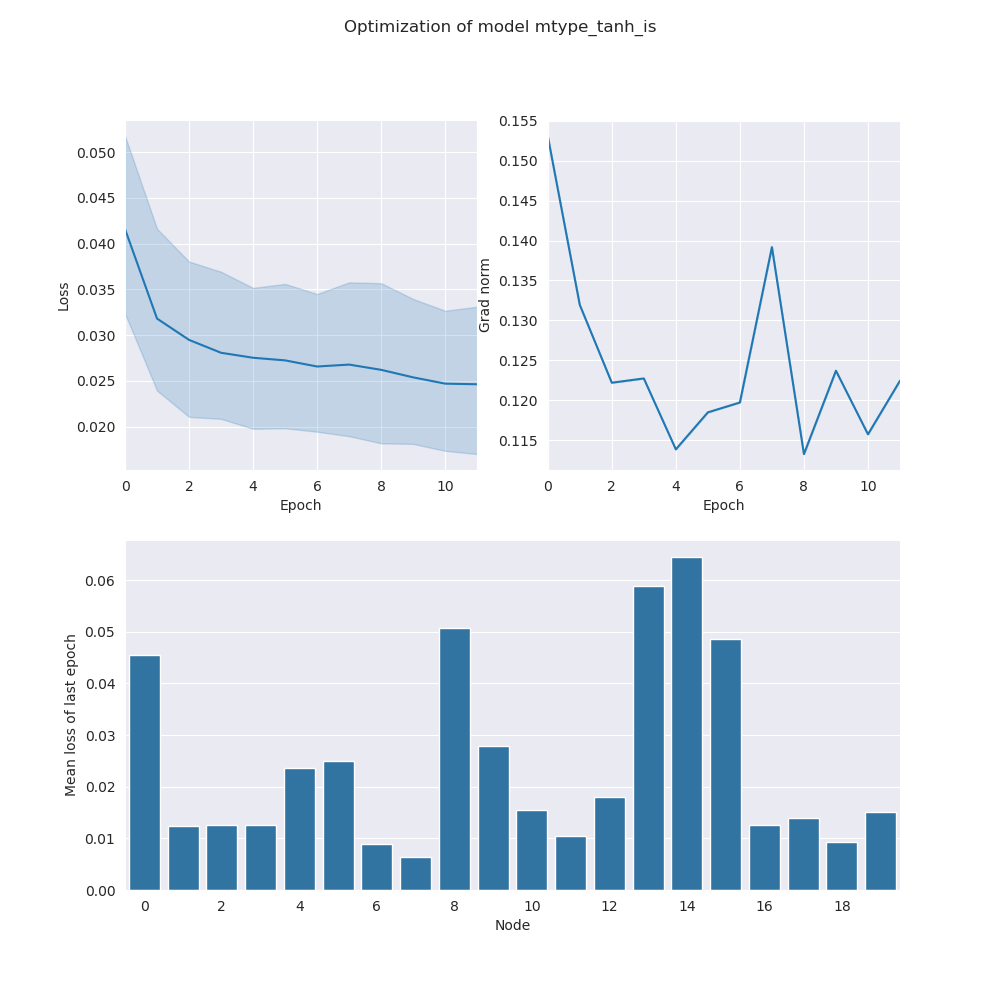 Optimization of model mtype_tanh_is
0.050
0.045
0.040
0.035
0.030
0.025
0.020
Loss
0 2 4 6 8 10
Epoch
0.155
0.150
0.145
0.140
0.135
0.130
0.125
0.120
0.115
Grad norm
0 2 4 6 8 10
Epoch
0.06
0.05
0.04
0.03
0.02
0.01
0.00
Mean loss of last epoch
0 2 4 6 8 10 12 14 16 18
Node